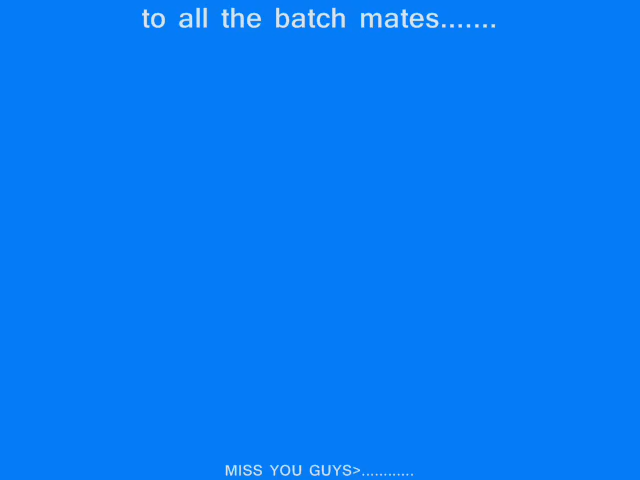 to all the batch mates.......
MISS YOU GUYS>............